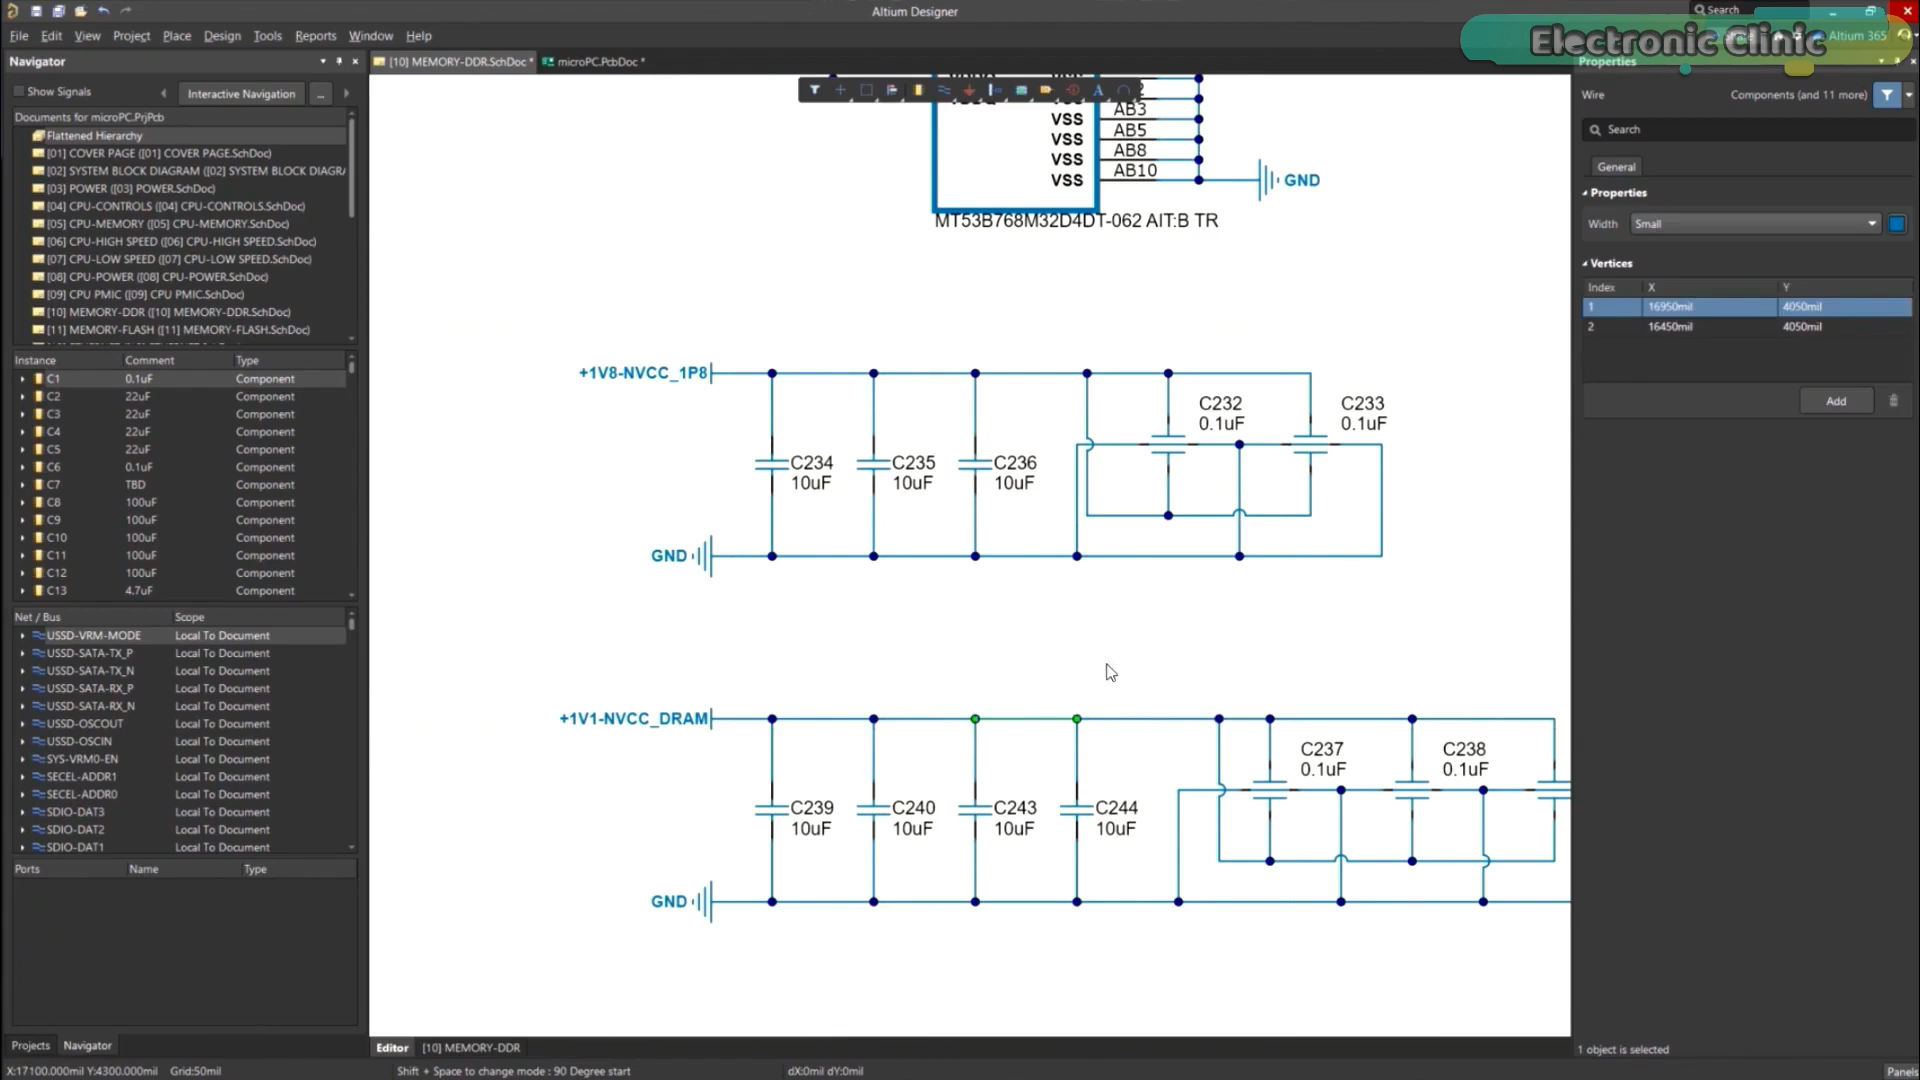 Altium Designer
Search
Electronic Clinic
File Edit View Project Place Design Tools Reports Window Help
Altium 365
Navigator
[10] MEMORY-DDR.SchDoc *
microPC.PcbDoc *
Properties
Show Signals
Interactive Navigation
...
Wire
Components (and 11 more)
Documents for microPC.PrjPcb
Search
Flattened Hierarchy
[01] COVER PAGE ([01] COVER PAGE.SchDoc)
[02] SYSTEM BLOCK DIAGRAM ([02] SYSTEM BLOCK DIAGRA
[03] POWER ([03] POWER.SchDoc)
[04] CPU-CONTROLS ([04] CPU-CONTROLS.SchDoc)
[05] CPU-MEMORY ([05] CPU-MEMORY.SchDoc)
[06] CPU-HIGH SPEED ([06] CPU-HIGH SPEED.SchDoc)
[07] CPU-LOW SPEED ([07] CPU-LOW SPEED.SchDoc)
[08] CPU-POWER ([08] CPU-POWER.SchDoc)
[09] CPU PMIC ([09] CPU PMIC.SchDoc)
[10] MEMORY-DDR ([10] MEMORY-DDR.SchDoc)
[11] MEMORY-FLASH ([11] MEMORY-FLASH.SchDoc)
Instance Comment Type
C1 0.1uF Component
C2 22uF Component
C3 22uF Component
C4 22uF Component
C5 22uF Component
C6 0.1uF Component
C7 TBD Component
C8 100uF Component
C9 100uF Component
C10 100uF Component
C11 100uF Component
C12 100uF Component
C13 4.7uF Component
Net / Bus Scope
USSD-VRM-MODE Local To Document
USSD-SATA-TX_P Local To Document
USSD-SATA-TX_N Local To Document
USSD-SATA-RX_P Local To Document
USSD-SATA-RX_N Local To Document
USSD-OSCOUT Local To Document
USSD-OSCIN Local To Document
SYS-VRM0-EN Local To Document
SECEL-ADDR1 Local To Document
SECEL-ADDR0 Local To Document
SDIO-DAT3 Local To Document
SDIO-DAT2 Local To Document
SDIO-DAT1 Local To Document
Ports Name Type
Projects Navigator
VSS AB3
VSS AB5
VSS AB8
VSS AB10
GND
MT53B768M32D4DT-062 AIT:B TR
+1V8-NVCC_1P8
C232
0.1uF
C233
0.1uF
C234
10uF
C235
10uF
C236
10uF
GND
+1V1-NVCC_DRAM
C237
0.1uF
C238
0.1uF
C239
10uF
C240
10uF
C243
10uF
C244
10uF
GND
General
Properties
Width Small
Vertices
Index X Y
1 16950mil 4050mil
2 16450mil 4050mil
Add
Editor [10] MEMORY-DDR
1 object is selected
X:17100.000mil Y:4300.000mil Grid:50mil
Shift + Space to change mode : 90 Degree start
dX:0mil dY:0mil
Panels